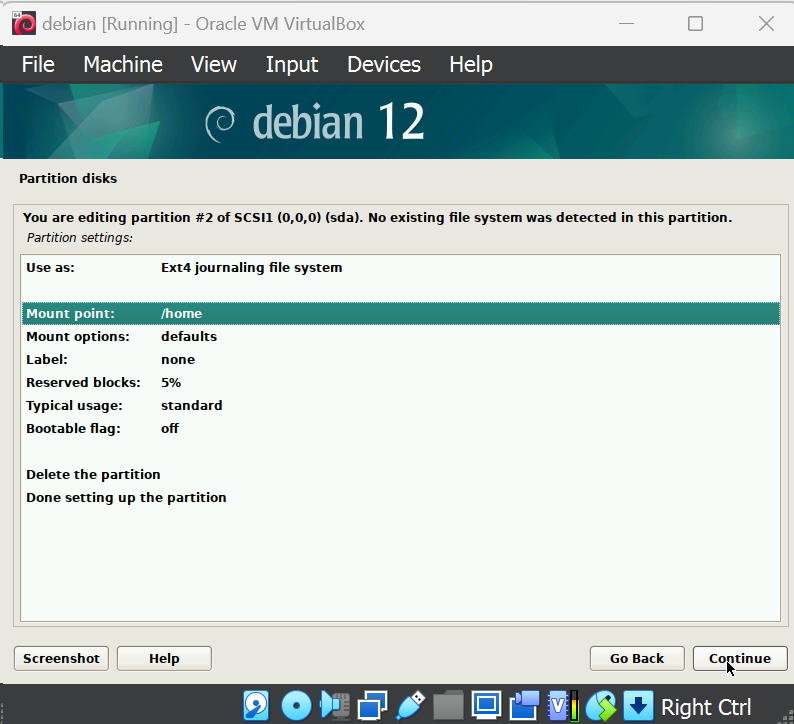 debian [Running] - Oracle VM VirtualBox
File Machine View Input Devices Help
debian 12
Partition disks
You are editing partition #2 of SCSI1 (0,0,0) (sda). No existing file system was detected in this partition.
Partition settings:
Use as: Ext4 journaling file system
Mount point: /home
Mount options: defaults
Label: none
Reserved blocks: 5%
Typical usage: standard
Bootable flag: off
Delete the partition
Done setting up the partition
Screenshot Help Go Back Continue
Right Ctrl